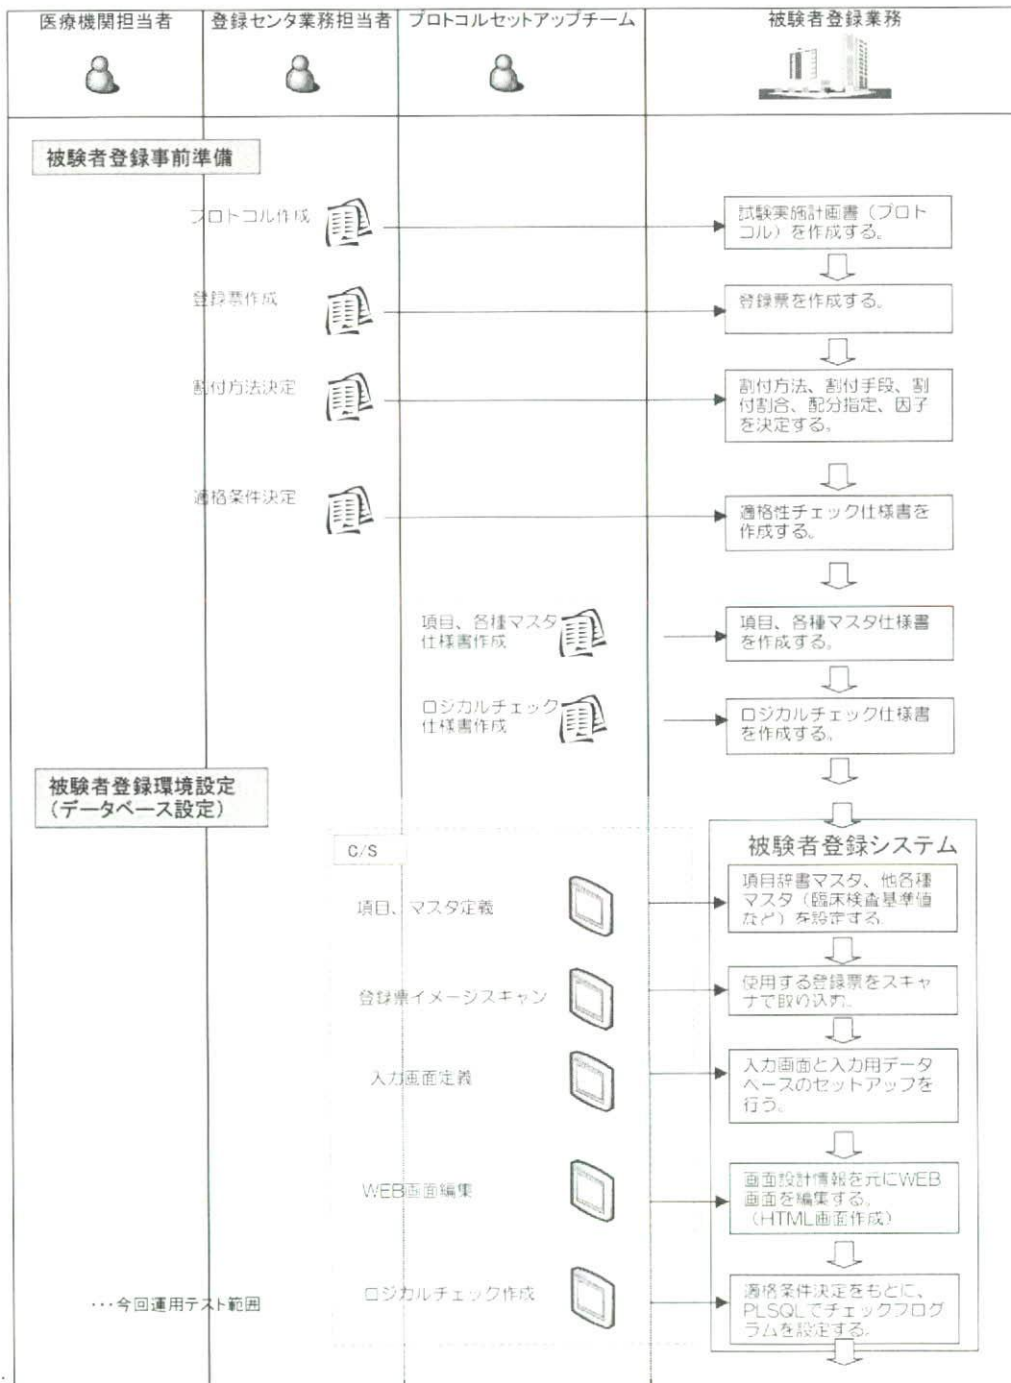 医療機関担当者
登録センタ業務担当者
プロトコルセットアップチーム
被験者登録業務
被験者登録事前準備
プロトコル作成
試験実施計画書（プロト
コル）を作成する。
登録票作成
登録票を作成する。
割付方法決定
割付方法、割付手段、割
付割合、配分指定、因子
を決定する。
適格条件決定
適格性チェック仕様書を
作成する。
項目、各種マスタ
仕様書作成
項目、各種マスタ仕様書
を作成する。
ロジカルチェック
仕様書作成
ロジカルチェック仕様書
を作成する。
被験者登録環境設定
（データベース設定）
C/S
被験者登録システム
項目、マスタ定義
項目辞書マスタ、他各種
マスタ（臨床検査基準値
など）を設定する。
登録票イメージスキャン
使用する登録票をスキャ
ナで取り込む。
入力画面定義
入力画面と入力用データ
ベースのセットアップを
行う。
WEB画面編集
画面設計情報を元にWEB
画面を編集する。
（HTML画面作成）
ロジカルチェック作成
適格条件決定をもとに、
PLSQLでチェックプログ
ラムを設定する。
･･･今回運用テスト範囲